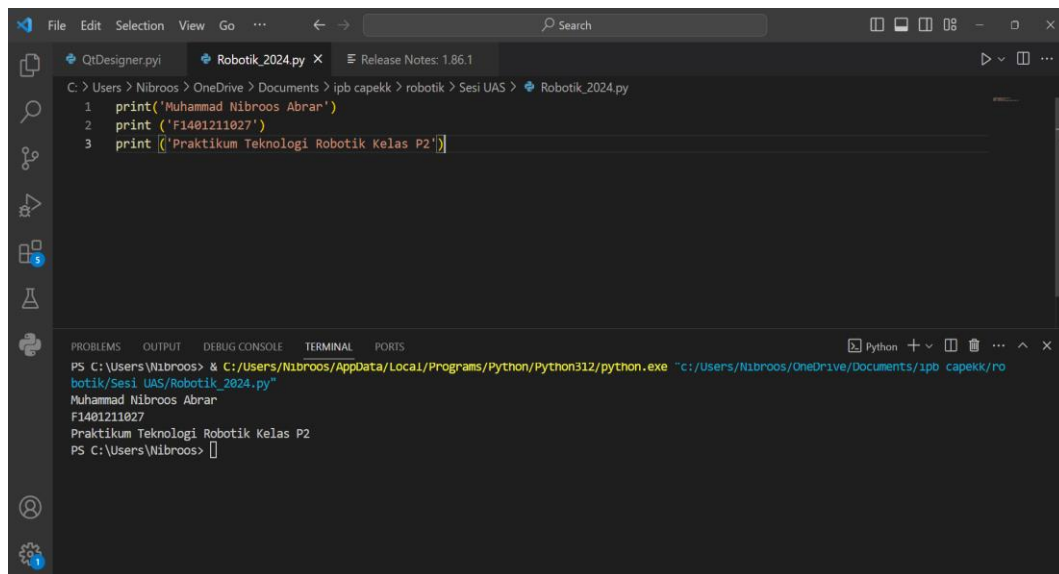 File Edit Selection View Go ··· Search
QtDesigner.pyi Robotik_2024.py Release Notes: 1.86.1
C: > Users > Nibroos > OneDrive > Documents > ipb capekk > robotik > Sesi UAS > Robotik_2024.py
1 print('Muhammad Nibroos Abrar')
2 print ('F1401211027')
3 print ('Praktikum Teknologi Robotik Kelas P2')
5
PROBLEMS OUTPUT DEBUG CONSOLE TERMINAL PORTS Python
PS C:\Users\Nibroos> & C:/Users/Nibroos/AppData/Local/Programs/Python/Python312/python.exe "c:/Users/Nibroos/OneDrive/Documents/ipb capekk/ro
botik/Sesi UAS/Robotik_2024.py"
Muhammad Nibroos Abrar
F1401211027
Praktikum Teknologi Robotik Kelas P2
PS C:\Users\Nibroos>
1